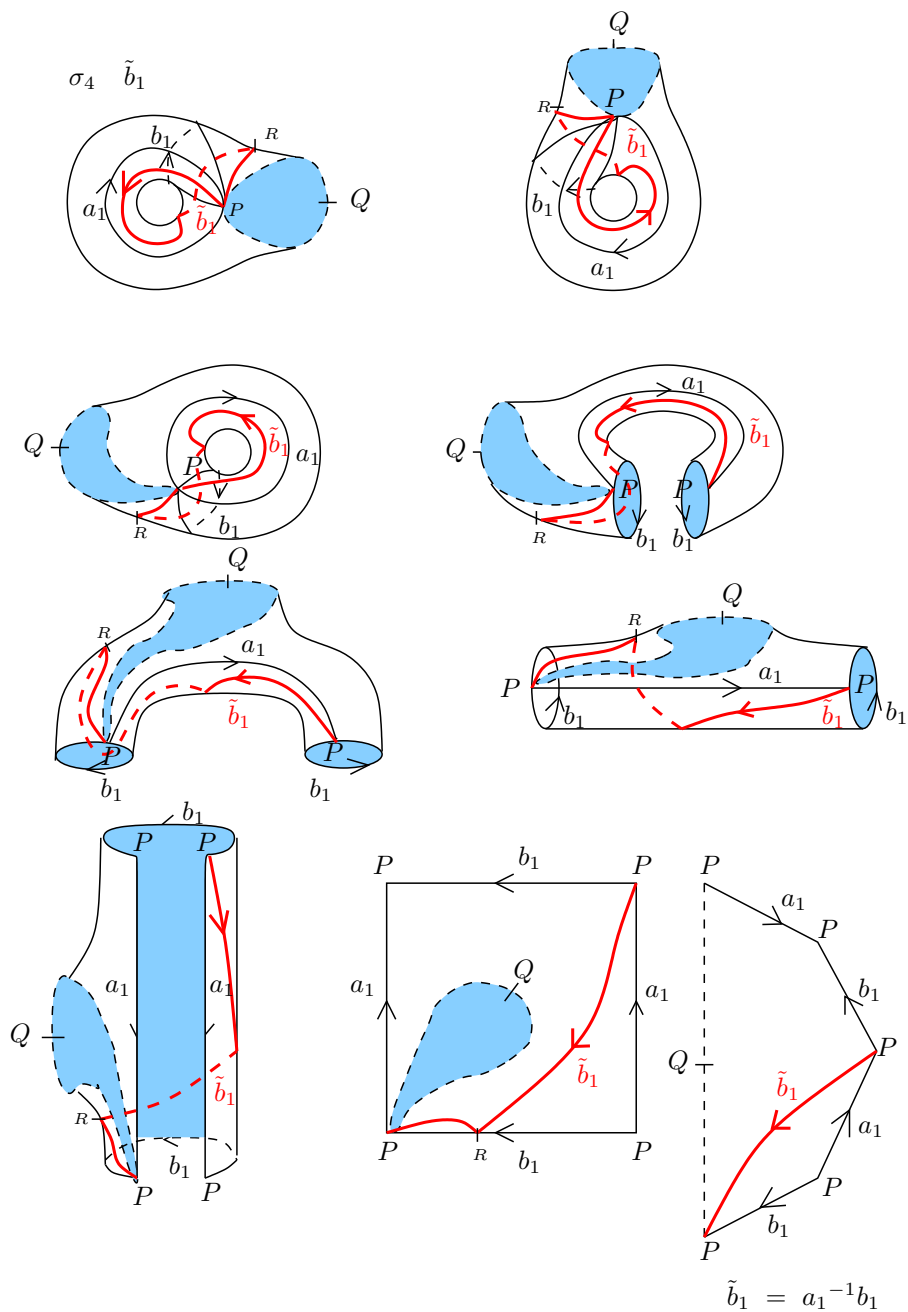 Q
σ₄ b̃₁
R P R
b₁ b̃₁
a₁ b̃₁ P Q b₁
a₁
a₁
Q b̃₁ a₁ Q b̃₁
P P P
R b₁ R b₁ b₁
Q Q
R a₁ R
b̃₁ P a₁ P
P P b₁ b̃₁ b₁
b₁ b₁
b₁
P P P b₁ P P
a₁
Q P
a₁ a₁ a₁ a₁ b₁
Q b̃₁ b̃₁ Q P
b̃₁
R a₁
b₁ P R b₁ P P
P P b₁
P
b̃₁ = a₁⁻¹b₁